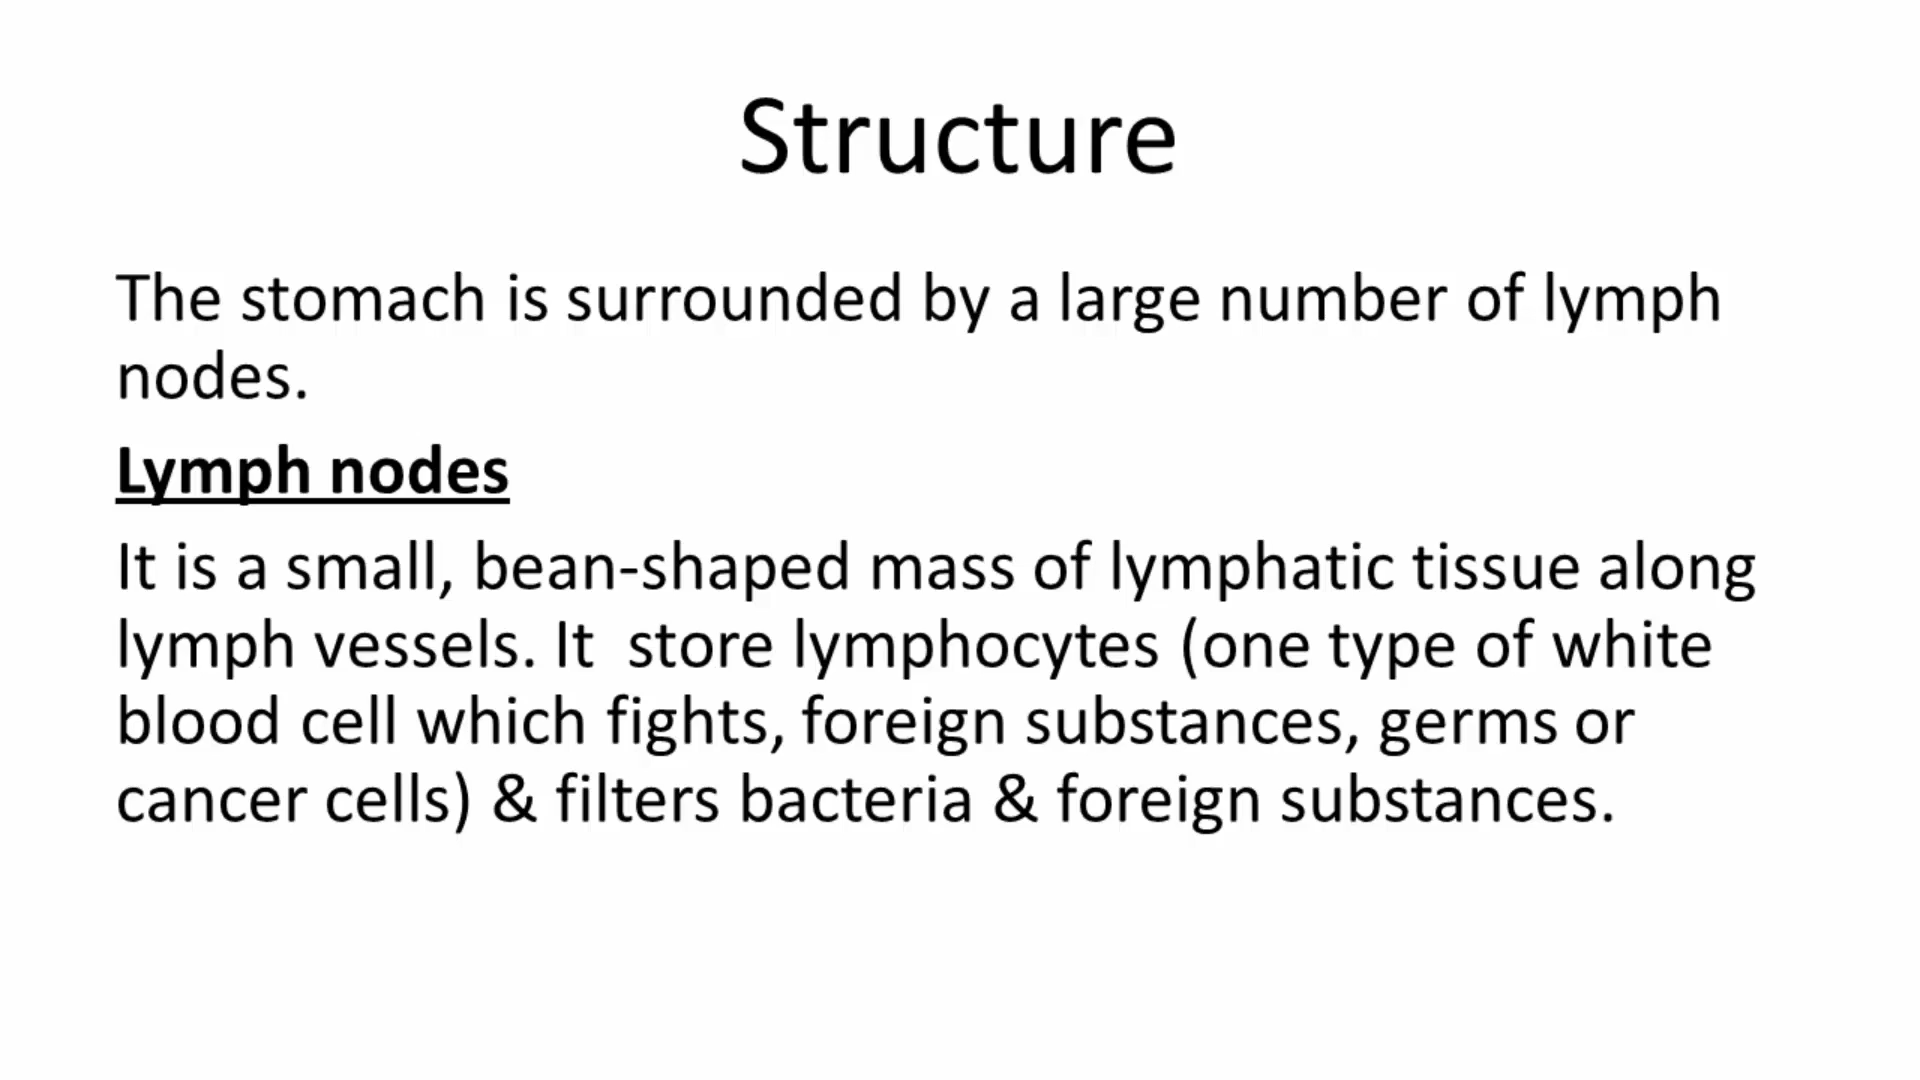 Structure
The stomach is surrounded by a large number of lymph
nodes.
Lymph nodes
It is a small, bean-shaped mass of lymphatic tissue along
lymph vessels. It  store lymphocytes (one type of white
blood cell which fights, foreign substances, germs or
cancer cells) & filters bacteria & foreign substances.